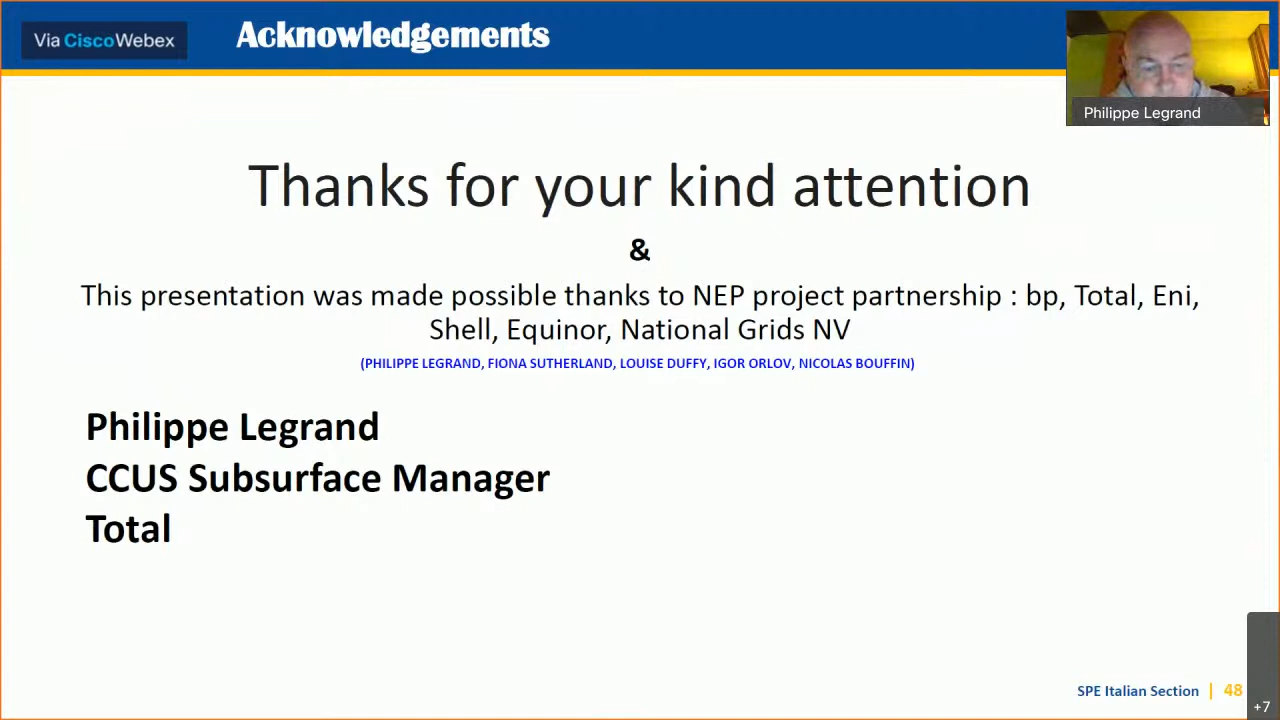 Via CiscoWebex
Acknowledgements
Philippe Legrand
Thanks for your kind attention
&
This presentation was made possible thanks to NEP project partnership : bp, Total, Eni,
Shell, Equinor, National Grids NV
(PHILIPPE LEGRAND, FIONA SUTHERLAND, LOUISE DUFFY, IGOR ORLOV, NICOLAS BOUFFIN)
Philippe Legrand
CCUS Subsurface Manager
Total
SPE Italian Section | 48
+7